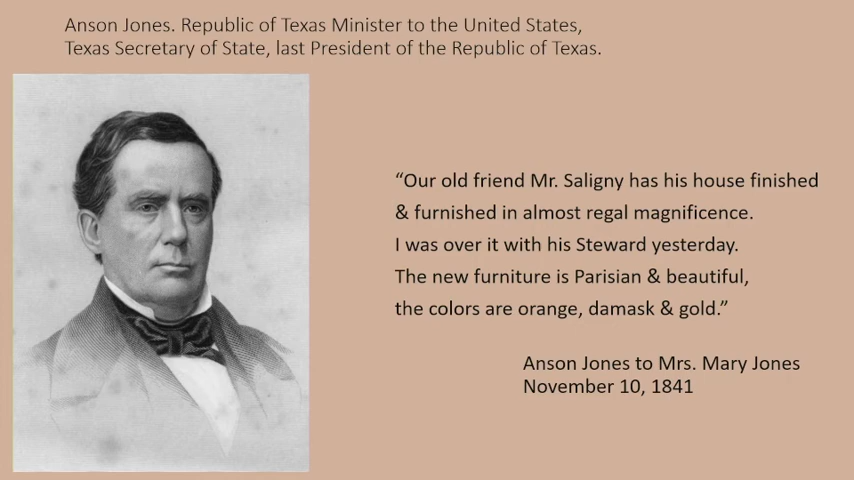 Anson Jones. Republic of Texas Minister to the United States,
Texas Secretary of State, last President of the Republic of Texas.
“Our old friend Mr. Saligny has his house finished
& furnished in almost regal magnificence.
I was over it with his Steward yesterday.
The new furniture is Parisian & beautiful,
the colors are orange, damask & gold.”
Anson Jones to Mrs. Mary Jones
November 10, 1841